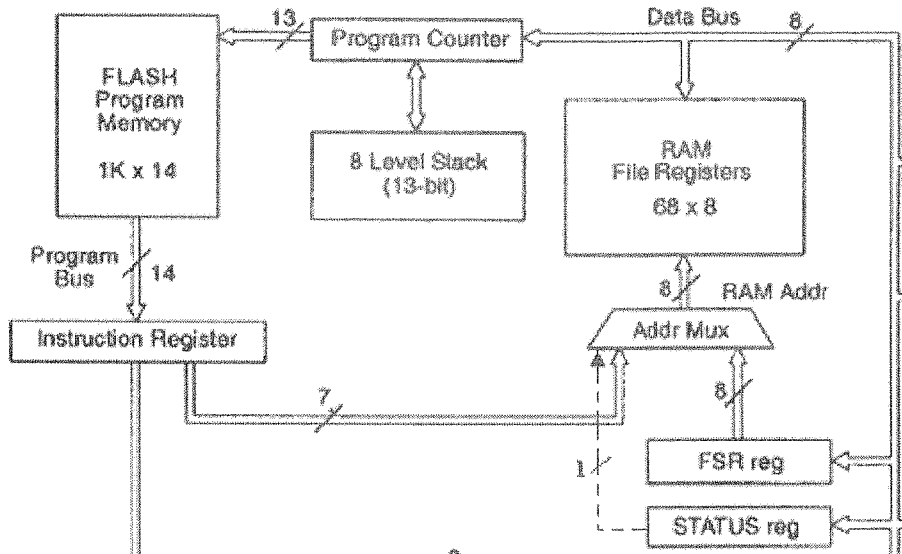 13
Program Counter
Data Bus
8
FLASH
Program
Memory
1K x 14
8 Level Stack
(13-bit)
RAM
File Registers
68 x 8
Program
Bus
14
8
RAM Addr
Instruction Register
Addr Mux
7
8
1
FSR reg
STATUS reg